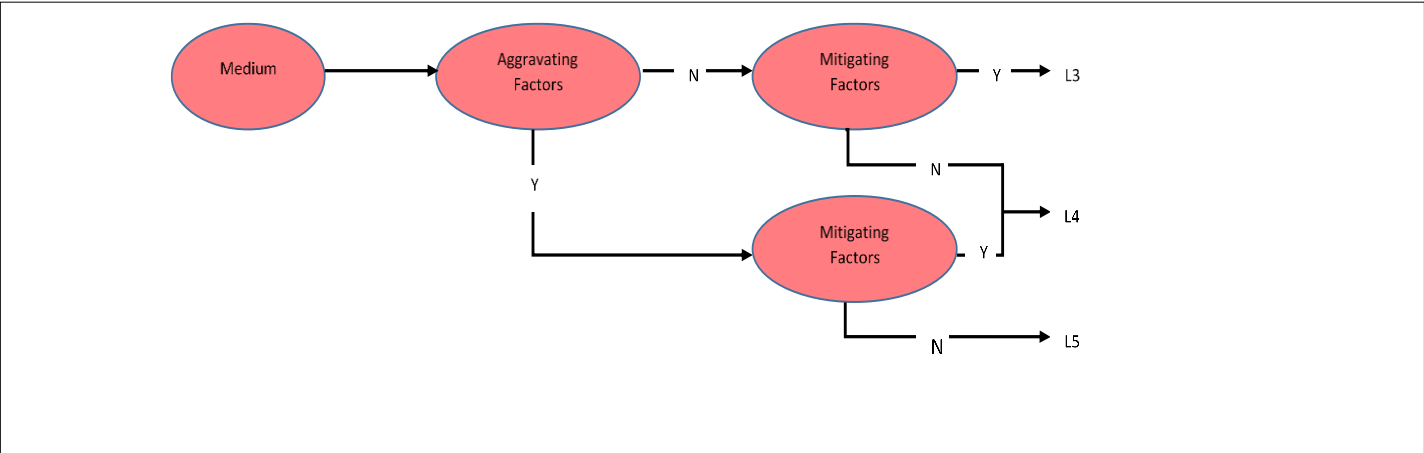 Medium
Aggravating
Factors
N
Mitigating
Factors
Y
L3
N
Y
L4
Mitigating
Factors
Y
N
L5